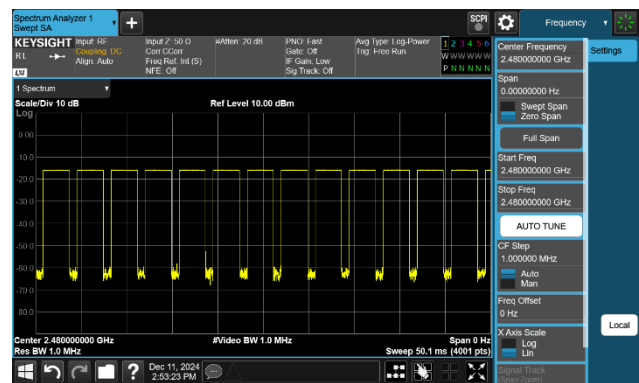 Spectrum Analyzer 1
Swept SA
SCPI
Frequency
KEYSIGHT
RL
Input: RF
Coupling: DC
Align: Auto
Input Z: 50 Ω
Corr CCorr
Freq Ref: Int (S)
NFE: Off
#Atten: 20 dB
PNO: Fast
Gate: Off
IF Gain: Low
Sig Track: Off
Avg Type: Log-Power
Trig: Free Run
1 2 3 4 5 6
W W W W W W
P N N N N N
LW
1 Spectrum
Scale/Div 10 dB
Ref Level 10.00 dBm
Log
0.00
-10.0
-20.0
-30.0
-40.0
-50.0
-60.0
-70.0
-80.0
Center 2.480000000 GHz
#Video BW 1.0 MHz
Span 0 Hz
Res BW 1.0 MHz
Sweep 50.1 ms (4001 pts)
Center Frequency
2.480000000 GHz
Settings
Span
0.00000000 Hz
Swept Span
Zero Span
Full Span
Start Freq
2.480000000 GHz
Stop Freq
2.480000000 GHz
AUTO TUNE
CF Step
1.000000 MHz
Auto
Man
Freq Offset
0 Hz
X Axis Scale
Log
Lin
Local
Signal Track
(Span Zoom)
?
Dec 11, 2024
2:53:23 PM